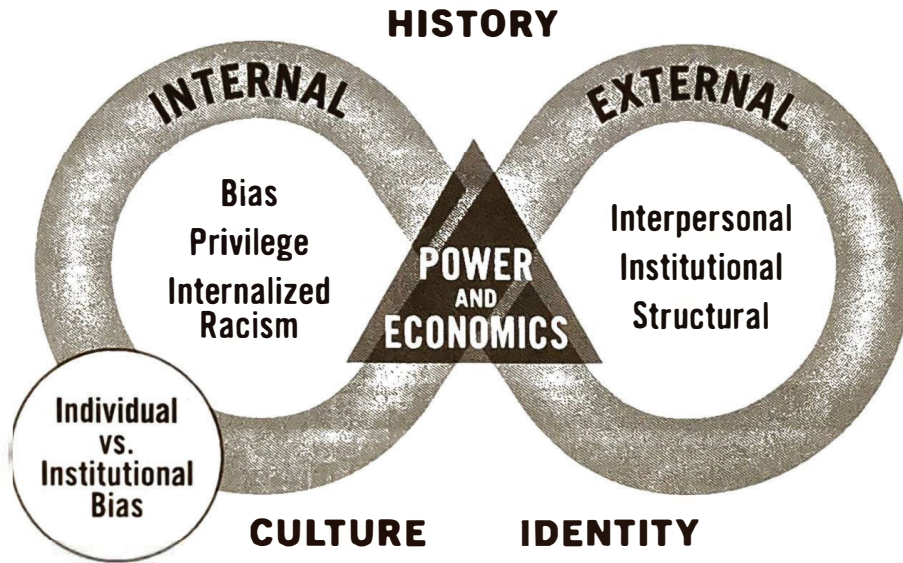 HISTORY
INTERNAL
EXTERNAL
Bias
Privilege
Internalized
Racism
POWER
AND
ECONOMICS
Interpersonal
Institutional
Structural
Individual
vs.
Institutional
Bias
CULTURE
IDENTITY